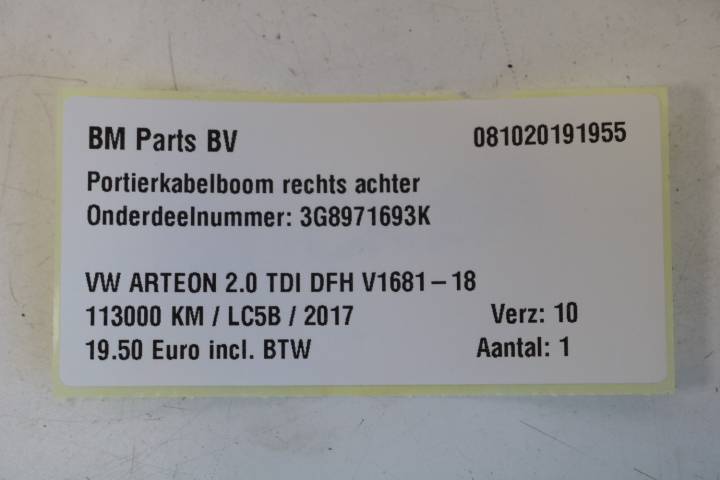 BM Parts BV 081020191955
Portierkabelboom rechts achter
Onderdeelnummer: 3G8971693K
VW ARTEON 2.0 TDI DFH V1681-18
113000 KM / LC5B / 2017 Verz: 10
19.50 Euro incl. BTW Aantal: 1